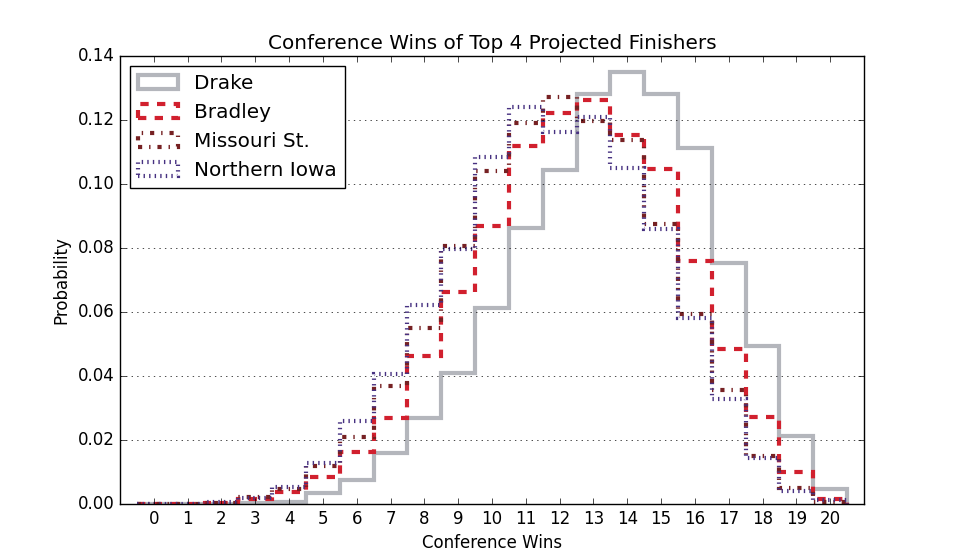 Conference Wins of Top 4 Projected Finishers
0.14
0.12
0.10
0.08
0.06
0.04
0.02
0.00
Probability
Drake
Bradley
Missouri St.
Northern Iowa
0 1 2 3 4 5 6 7 8 9 10 11 12 13 14 15 16 17 18 19 20
Conference Wins